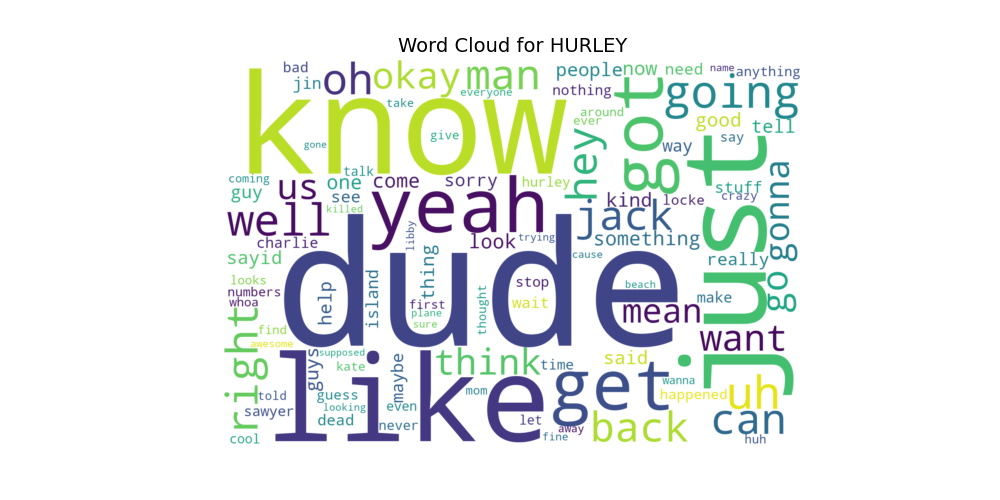 Word Cloud for HURLEY
bad
oh
okay
man
people
now
need
name
anything
jin
everyone
nothing
going
know
take
got
around
good
tell
ever
give
hey
say
gone
way
talk
coming
us
one
come
sorry
hurley
stuff
guy
see
yeah
kind
locke
crazy
gonna
killed
well
jack
just
charlie
libby
look
trying
something
sayid
dude
thing
cause
really
go
looks
island
stop
beach
numbers
help
first
thought
wait
mean
make
whoa
plane
sure
find
want
awesome
right
guys
supposed
think
said
like
kate
maybe
time
get
wanna
told
guess
mom
happened
uh
sawyer
looking
even
let
back
can
dead
never
away
cool
fine
huh